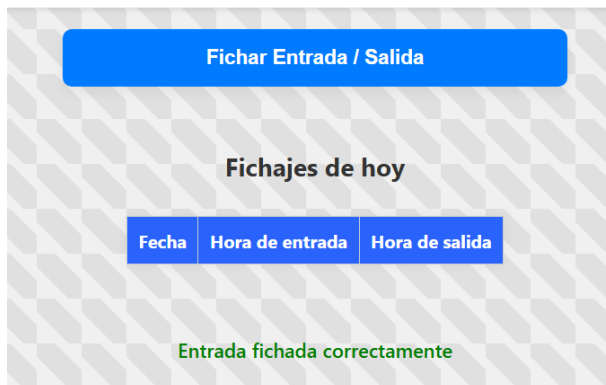 Fichar Entrada / Salida
Fichajes de hoy
Fecha Hora de entrada Hora de salida
Entrada fichada correctamente